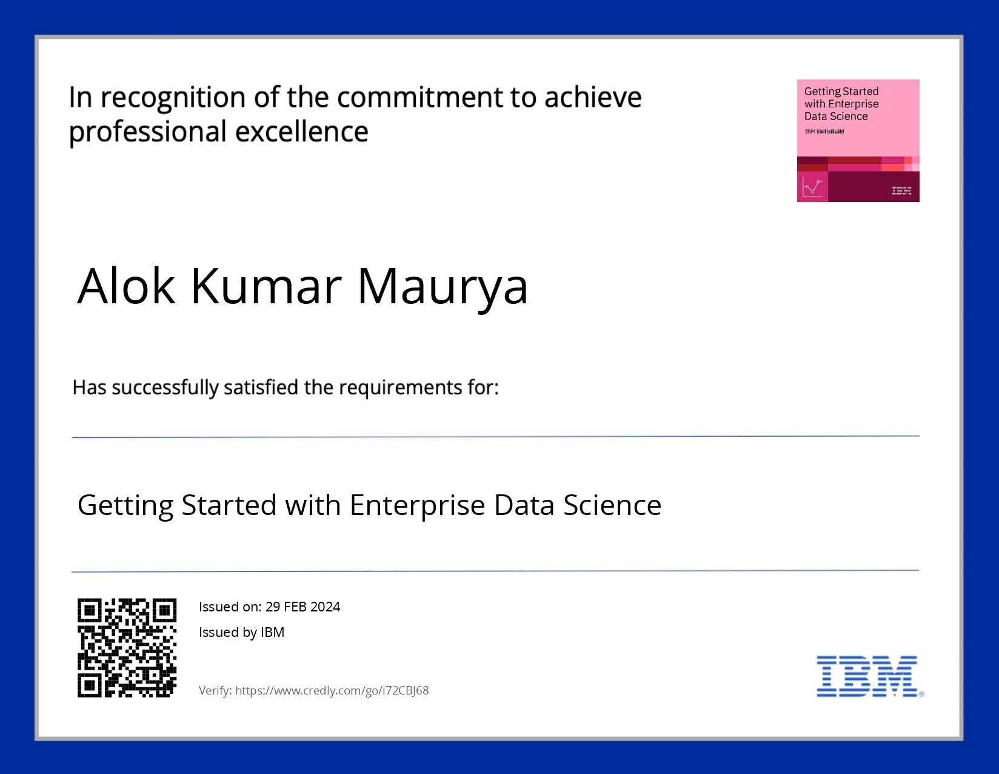 In recognition of the commitment to achieve
professional excellence
Getting Started
with Enterprise
Data Science
IBM SkillsBuild
IBM
Alok Kumar Maurya
Has successfully satisfied the requirements for:
Getting Started with Enterprise Data Science
Issued on: 29 FEB 2024
Issued by IBM
Verify: https://www.credly.com/go/i72CBJ68
IBM®